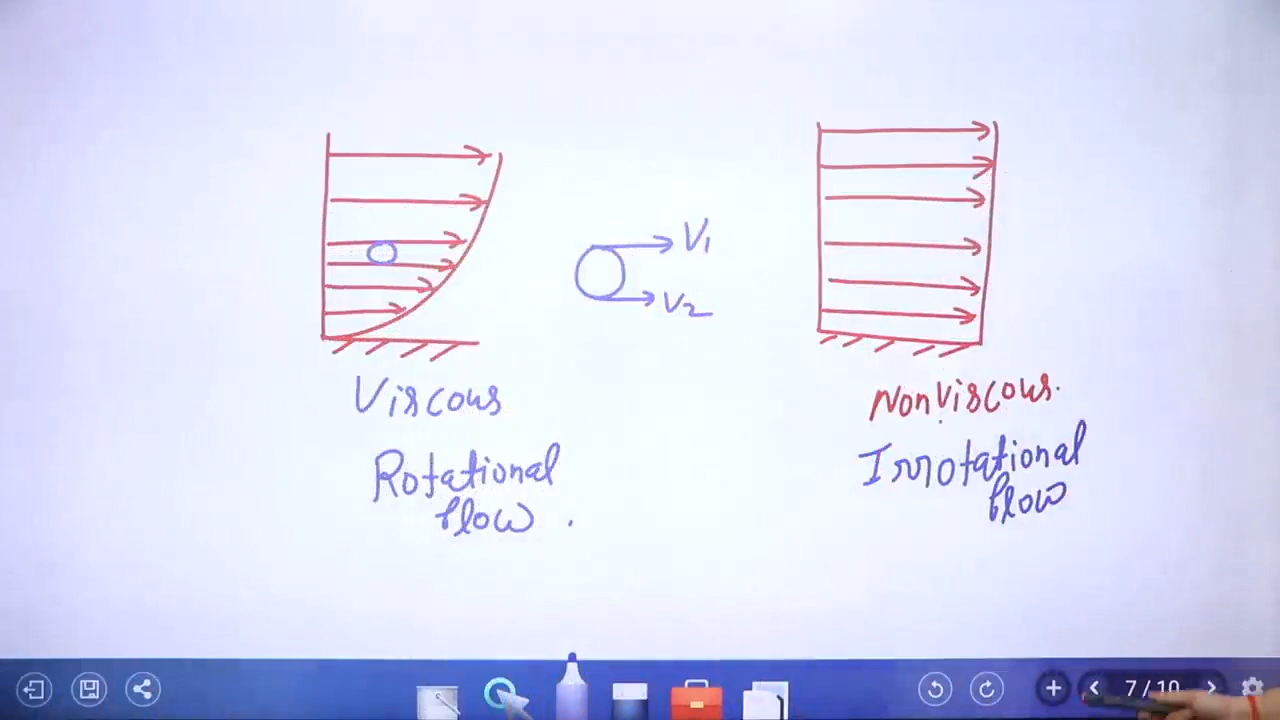 V1
V2
Viscous
Rotational
flow.
Nonviscous.
Irrotational
flow
7/10